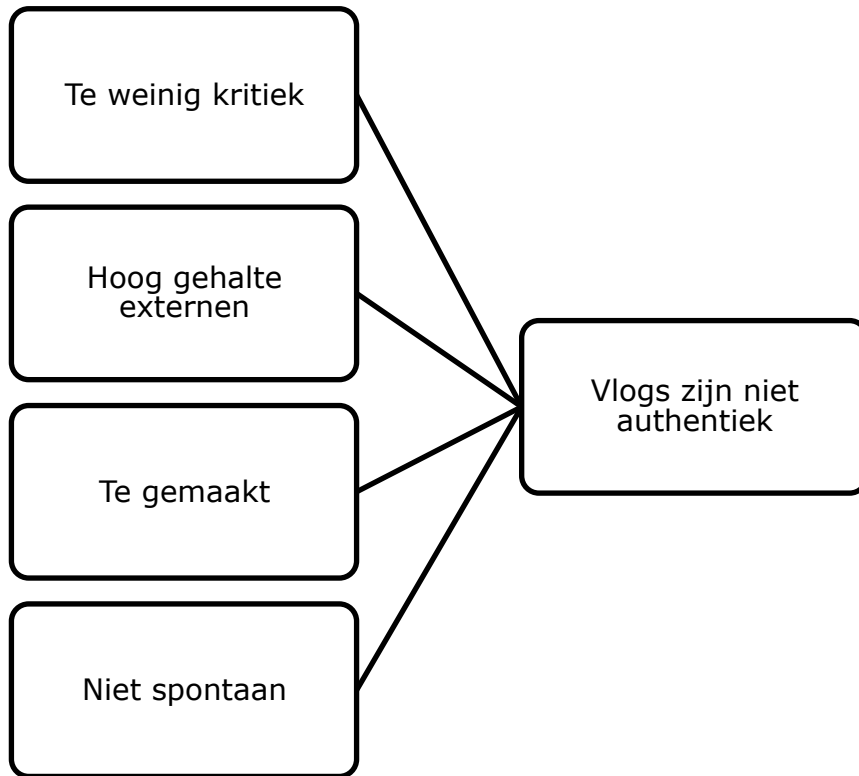 Te weinig kritiek
Hoog gehalte
externen
Te gemaakt
Niet spontaan
Vlogs zijn niet
authentiek